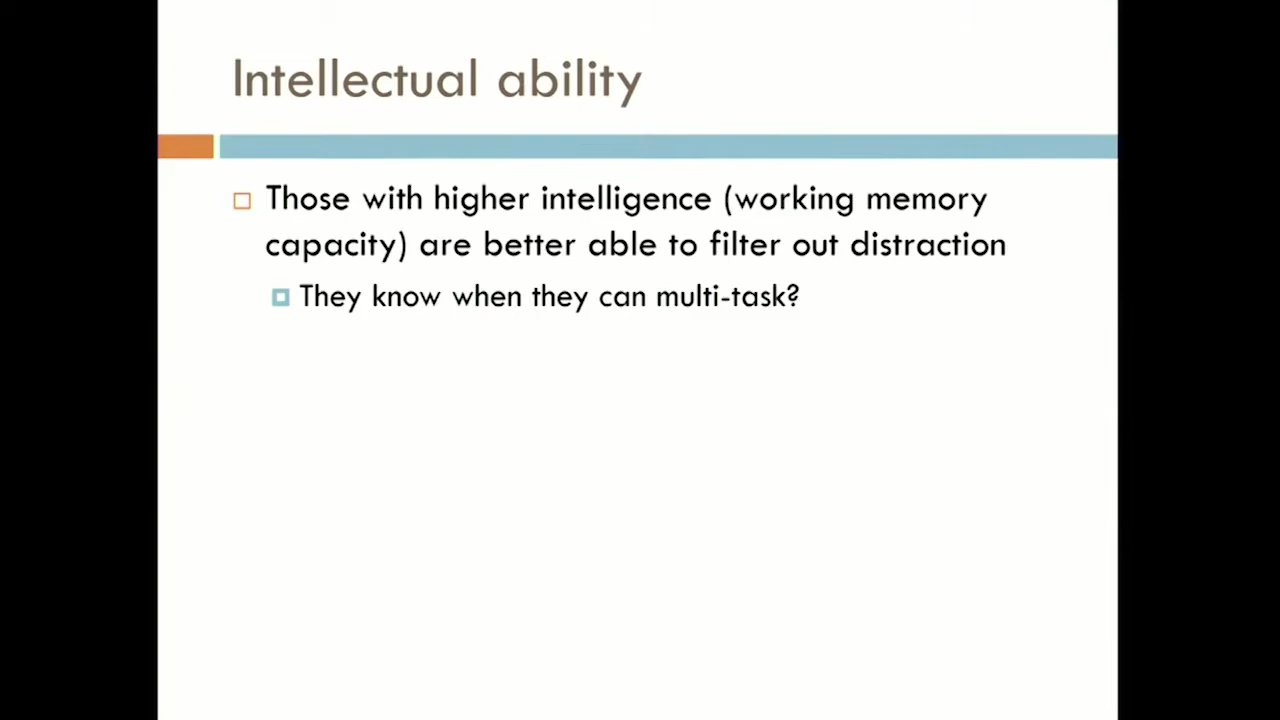 Intellectual ability
Those with higher intelligence (working memory
capacity) are better able to filter out distraction
They know when they can multi-task?